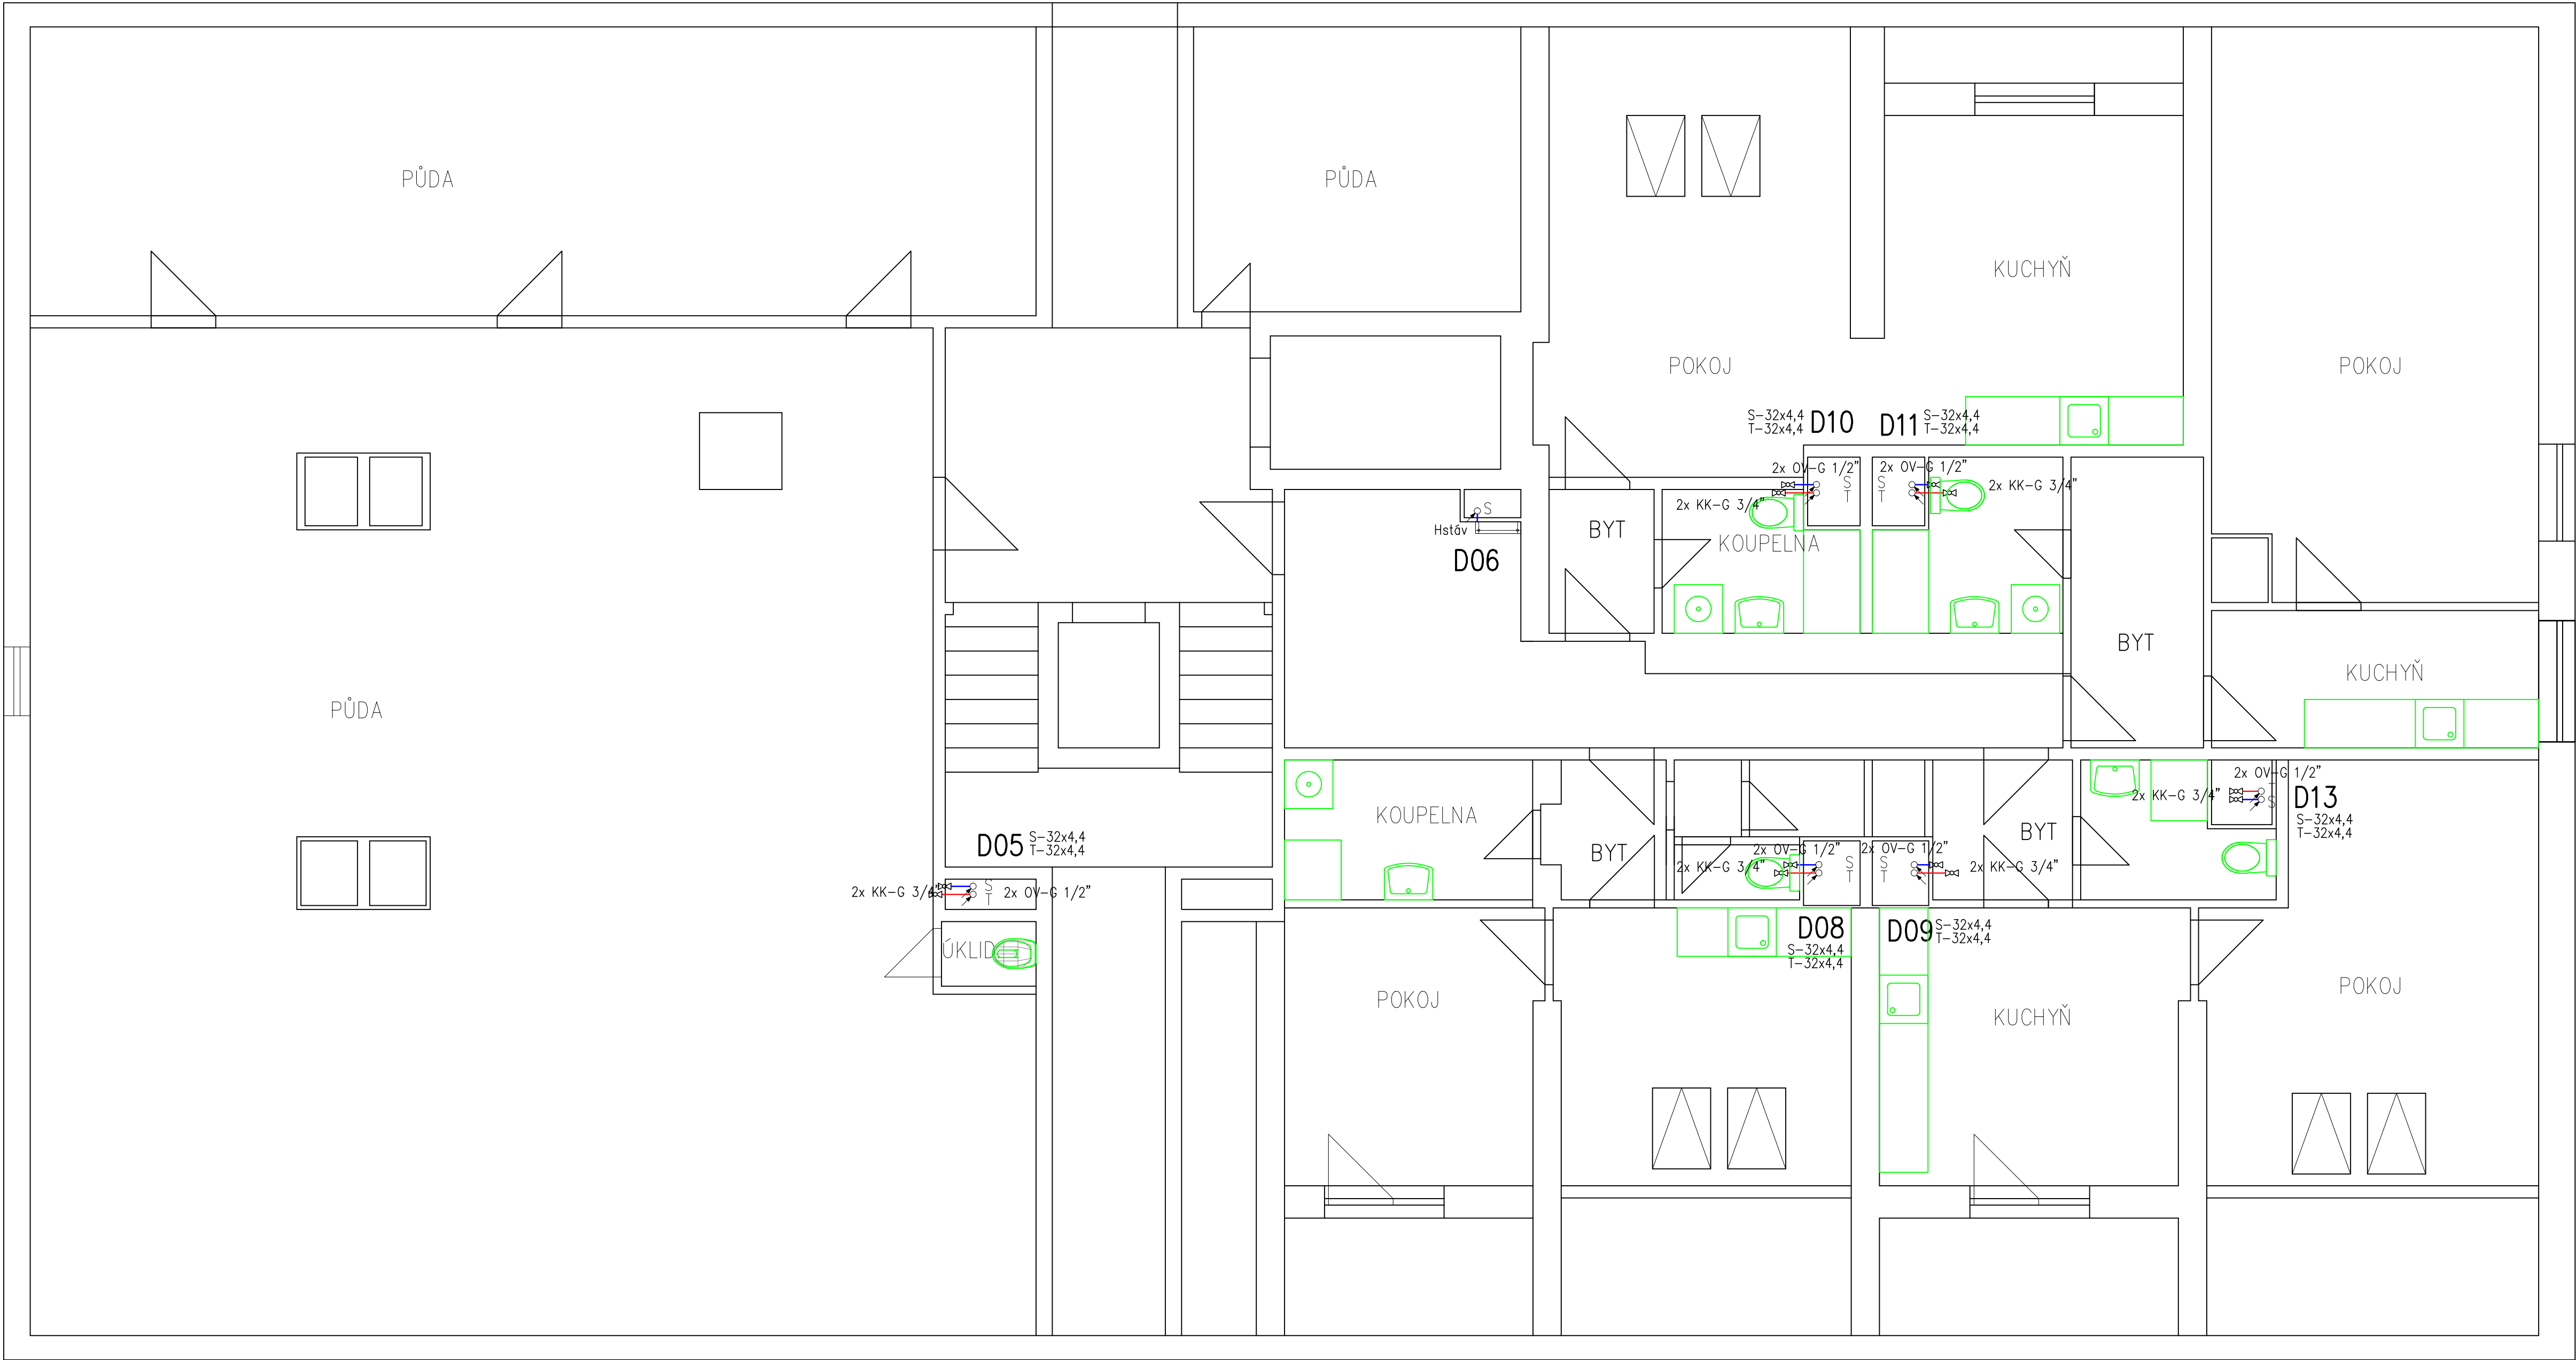 PŮDA
PŮDA
KUCHYŇ
POKOJ
POKOJ
S-32x4,4
T-32x4,4
D10
D11
S-32x4,4
T-32x4,4
2x OV-G 1/2"
2x OV-G 1/2"
S
T
S
T
2x KK-G 3/4"
2x KK-G 3/4"
S
Hstáv
D06
BYT
KOUPELNA
BYT
KUCHYŇ
PŮDA
2x OV-G 1/2"
2x KK-G 3/4"
T
S
D13
S-32x4,4
T-32x4,4
KOUPELNA
BYT
BYT
D05
S-32x4,4
T-32x4,4
2x OV-G 1/2"
2x OV-G 1/2"
2x KK-G 3/4"
S
T
S
T
2x KK-G 3/4"
2x KK-G 3/4"
S
T
2x OV-G 1/2"
D08
S-32x4,4
T-32x4,4
D09
S-32x4,4
T-32x4,4
ÚKLID
POKOJ
KUCHYŇ
POKOJ